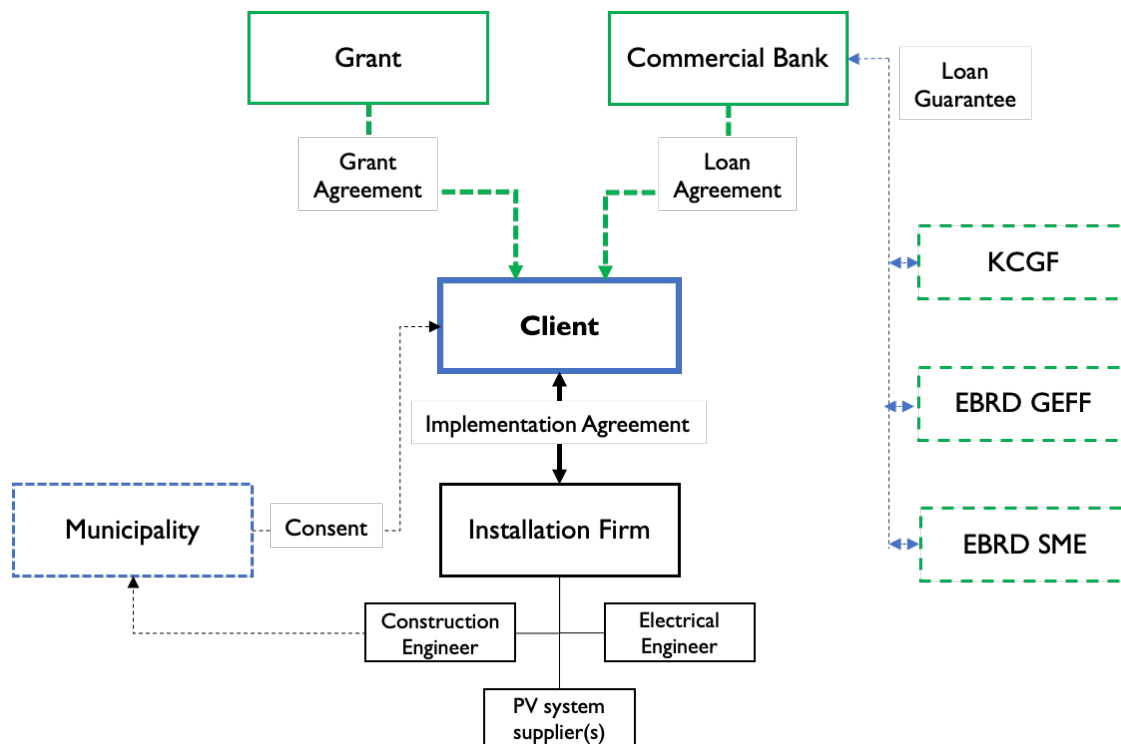 Grant
Commercial Bank
Loan
Guarantee
Grant
Agreement
Loan
Agreement
KCGF
Client
EBRD GEFF
Implementation Agreement
Municipality
Consent
Installation Firm
EBRD SME
Construction
Engineer
Electrical
Engineer
PV system
supplier(s)